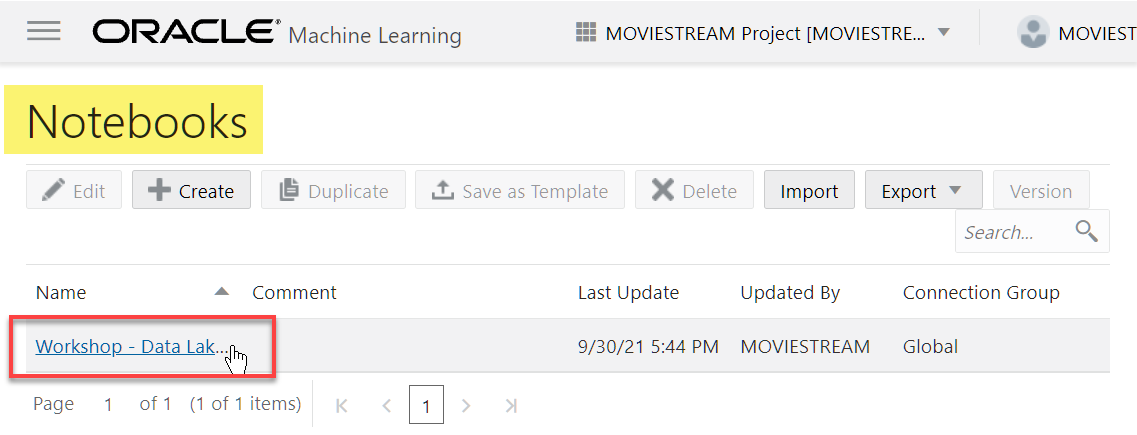 ORACLE® Machine Learning MOVIESTREAM Project [MOVIESTRE... MOVIEST
Notebooks
Edit Create Duplicate Save as Template Delete Import Export Version
Search...
Name Comment Last Update Updated By Connection Group
Workshop - Data Lak... 9/30/21 5:44 PM MOVIESTREAM Global
Page 1 of 1 (1 of 1 items) 1